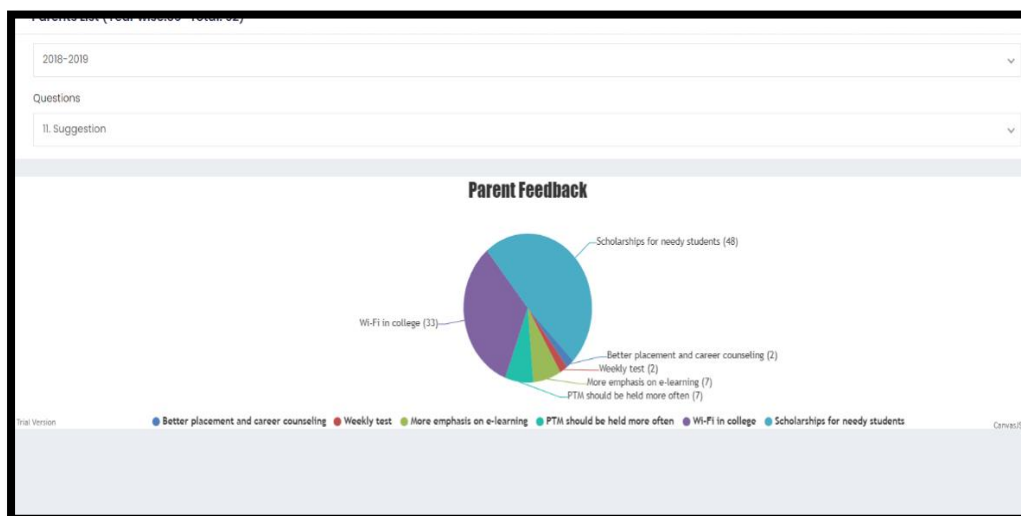 2018-2019
Questions
11. Suggestion
Parent Feedback
Scholarships for needy students (48)
Wi-Fi in college (33)
Better placement and career counseling (2)
Weekly test (2)
More emphasis on e-learning (7)
PTM should be held more often (7)
Better placement and career counseling Weekly test More emphasis on e-learning PTM should be held more often Wi-Fi in college Scholarships for needy students
Trial Version
CanvasJS